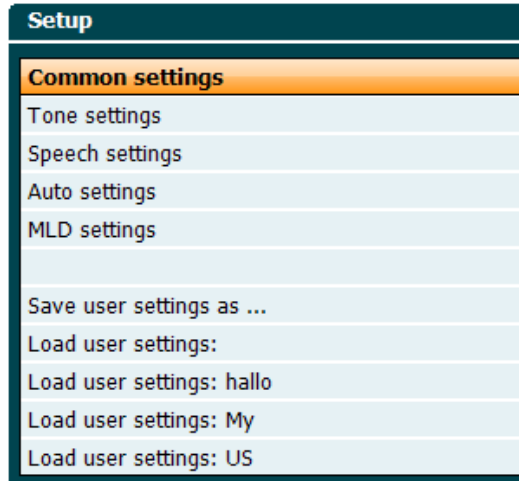 Setup
Common settings
Tone settings
Speech settings
Auto settings
MLD settings
Save user settings as ...
Load user settings:
Load user settings: hallo
Load user settings: My
Load user settings: US